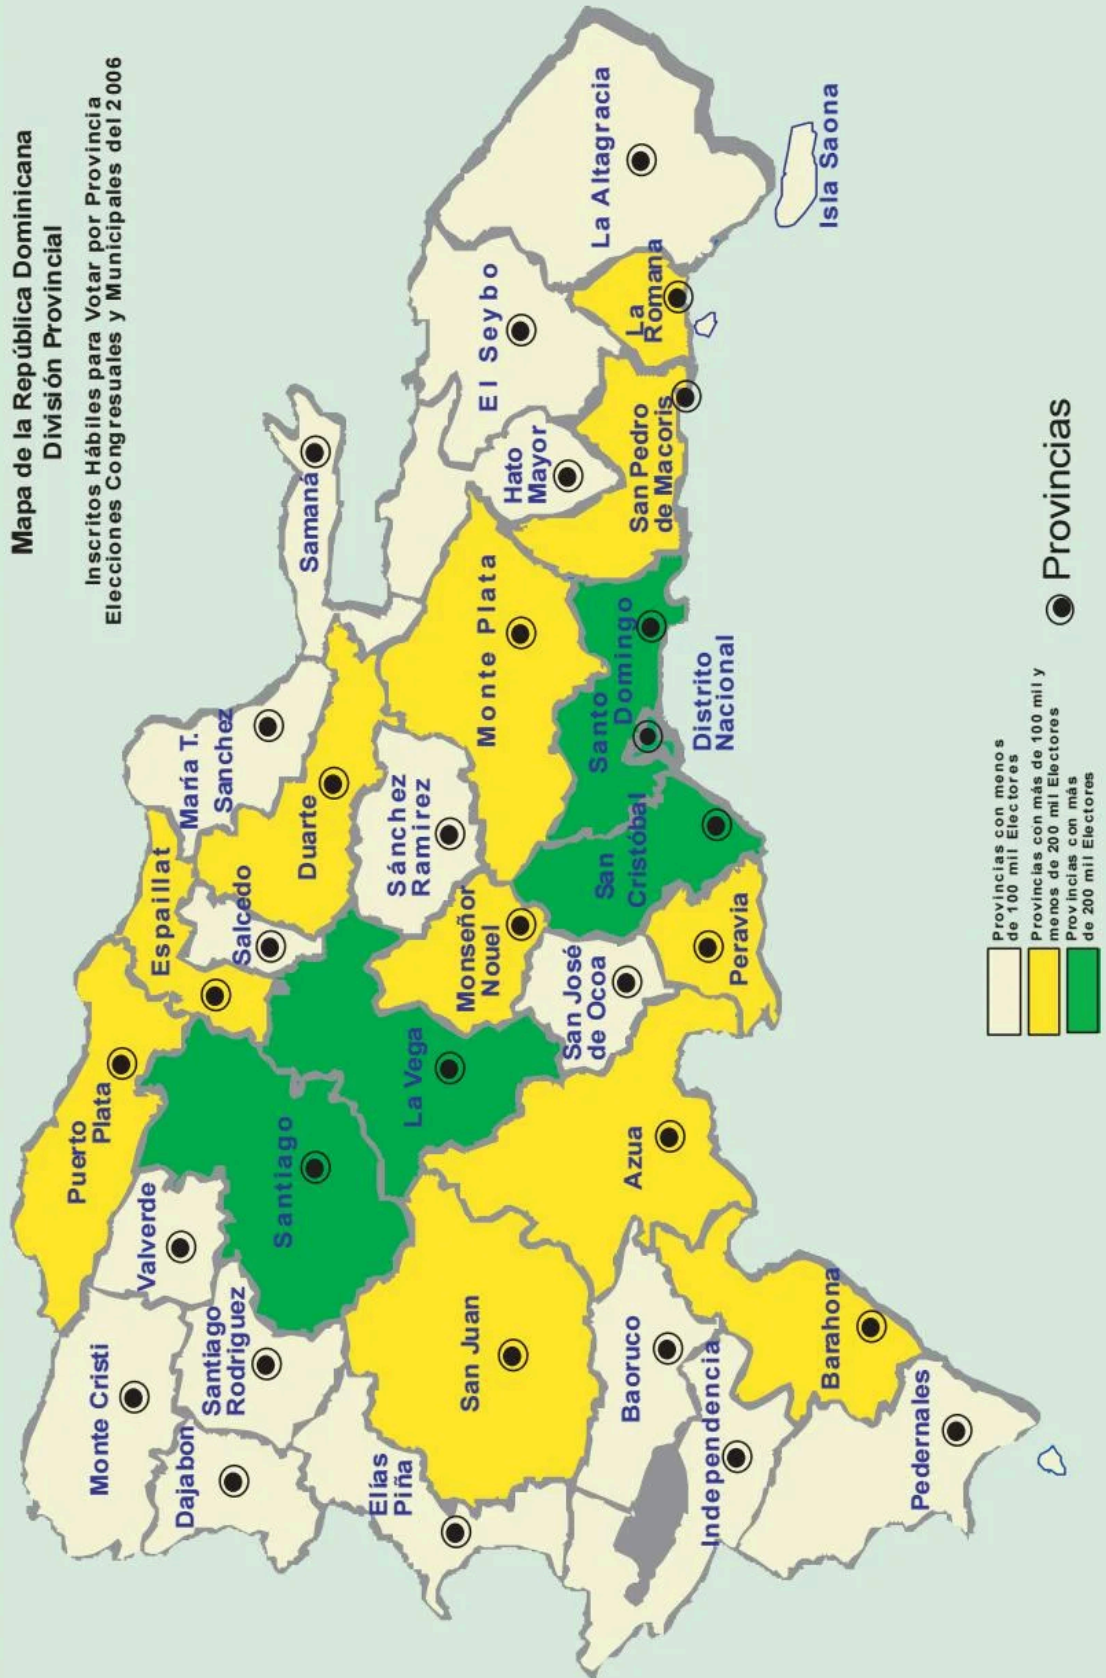 Mapa de la República Dominicana
División Provincial
Inscritos Hábiles para Votar por Provincia
Elecciones Congresuales y Municipales del 2006
Puerto
Plata
Espaillat
Monte Cristi
Valverde
María T.
Sanchez
Samaná
Dajabon
Santiago
Rodriguez
Santiago
Salcedo
Duarte
Elías
Piña
San Juan
La Vega
Monseñor
Nouel
Sánchez
Ramirez
Monte Plata
Hato
Mayor
El Seybo
La Altagracia
Baoruco
Azua
San José
de Ocoa
San
Cristóbal
Santo
Domingo
San Pedro
de Macoris
La
Romana
Independencia
Barahona
Peravia
Distrito
Nacional
Isla Saona
Pedernales
Provincias con menos
de 100 mil Electores
Provincias con más de 100 mil y
menos de 200 mil Electores
Provincias con más
de 200 mil Electores
Provincias